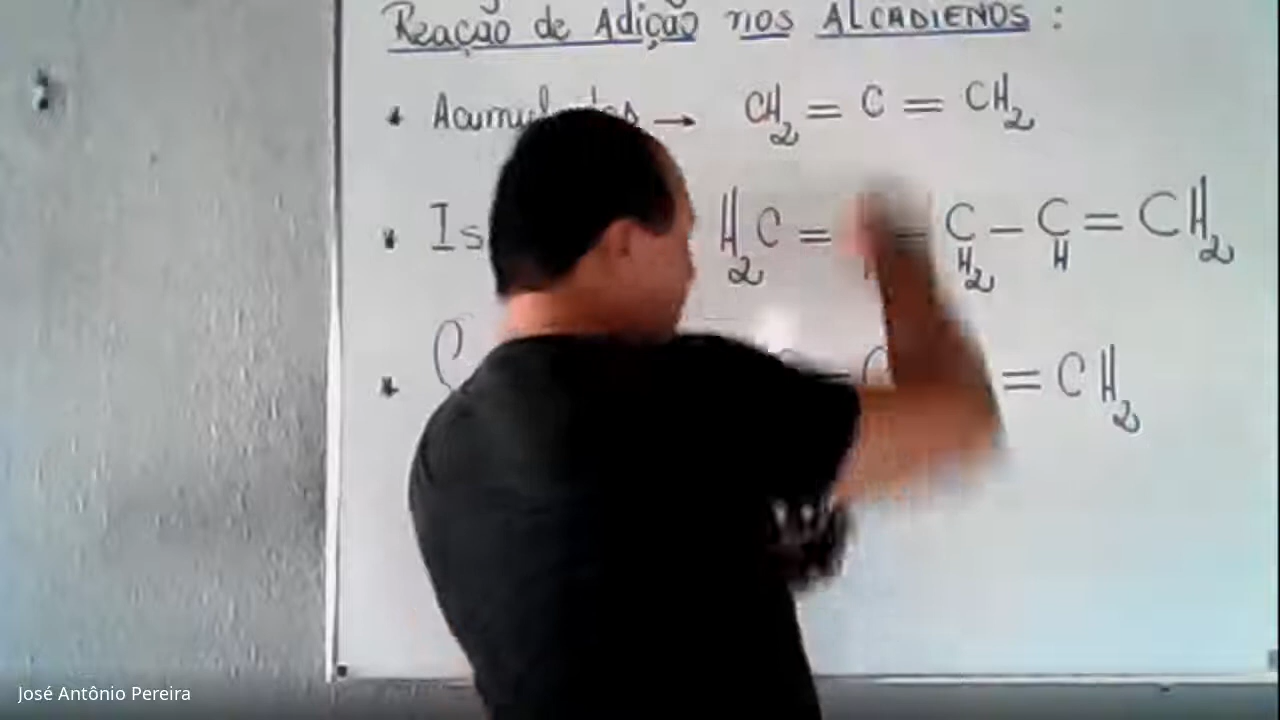 Reação de Adição nos ALCADIENOS :
• Acumulados → CH2 = C = CH2
• Is H2C = C H2 – C H = CH2
• C = C = CH2
José Antônio Pereira